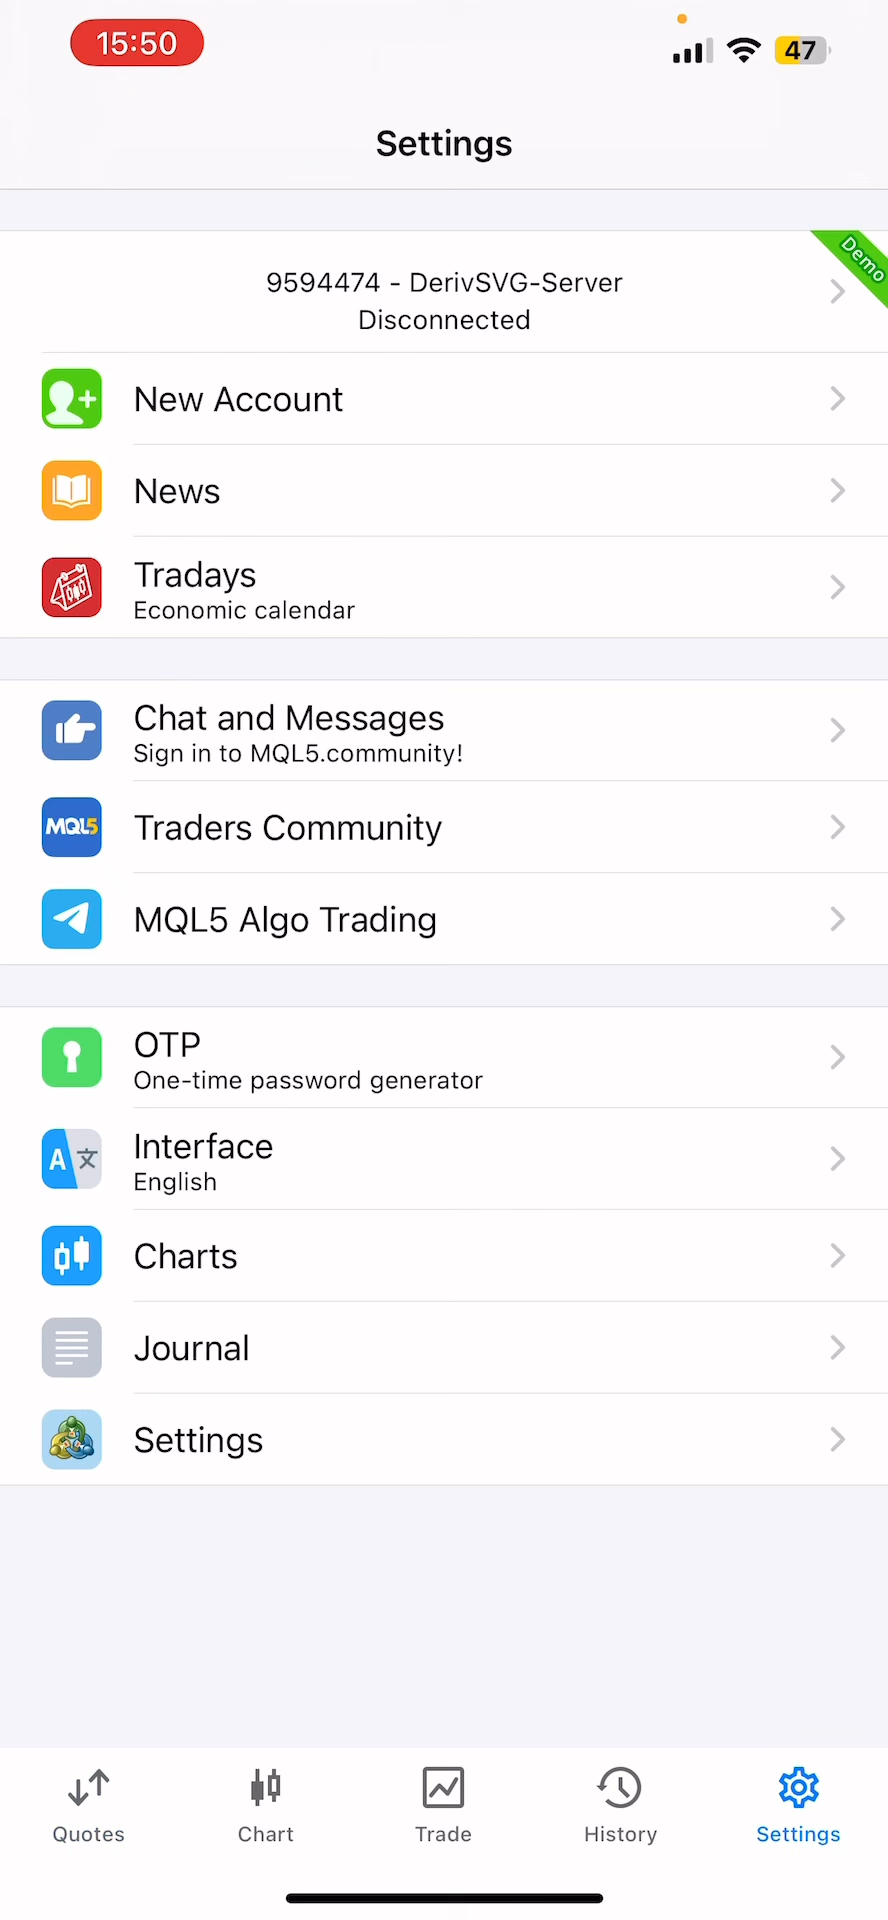 15:50
47
Settings
Demo
9594474 - DerivSVG-Server
Disconnected
New Account
News
Tradays
Economic calendar
Chat and Messages
Sign in to MQL5.community!
MQL5
Traders Community
MQL5 Algo Trading
OTP
One-time password generator
A文
Interface
English
Charts
Journal
Settings
Quotes
Chart
Trade
History
Settings